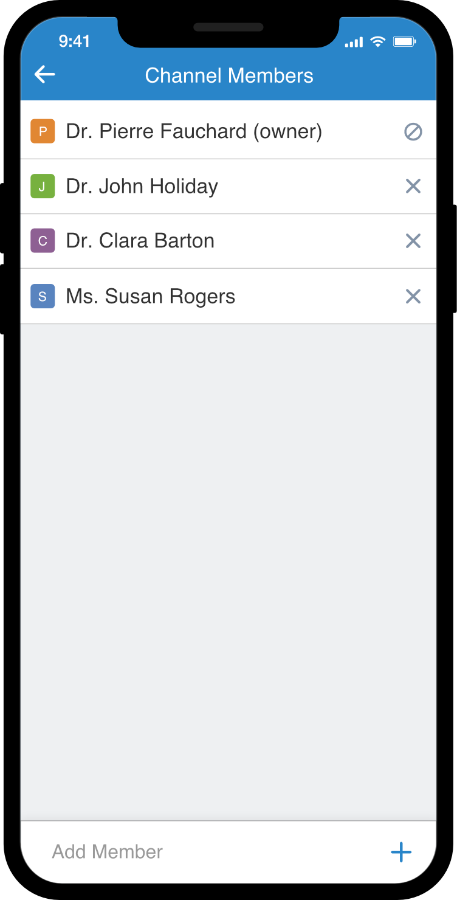 9:41
Channel Members
P Dr. Pierre Fauchard (owner)
J Dr. John Holiday
C Dr. Clara Barton
S Ms. Susan Rogers
Add Member